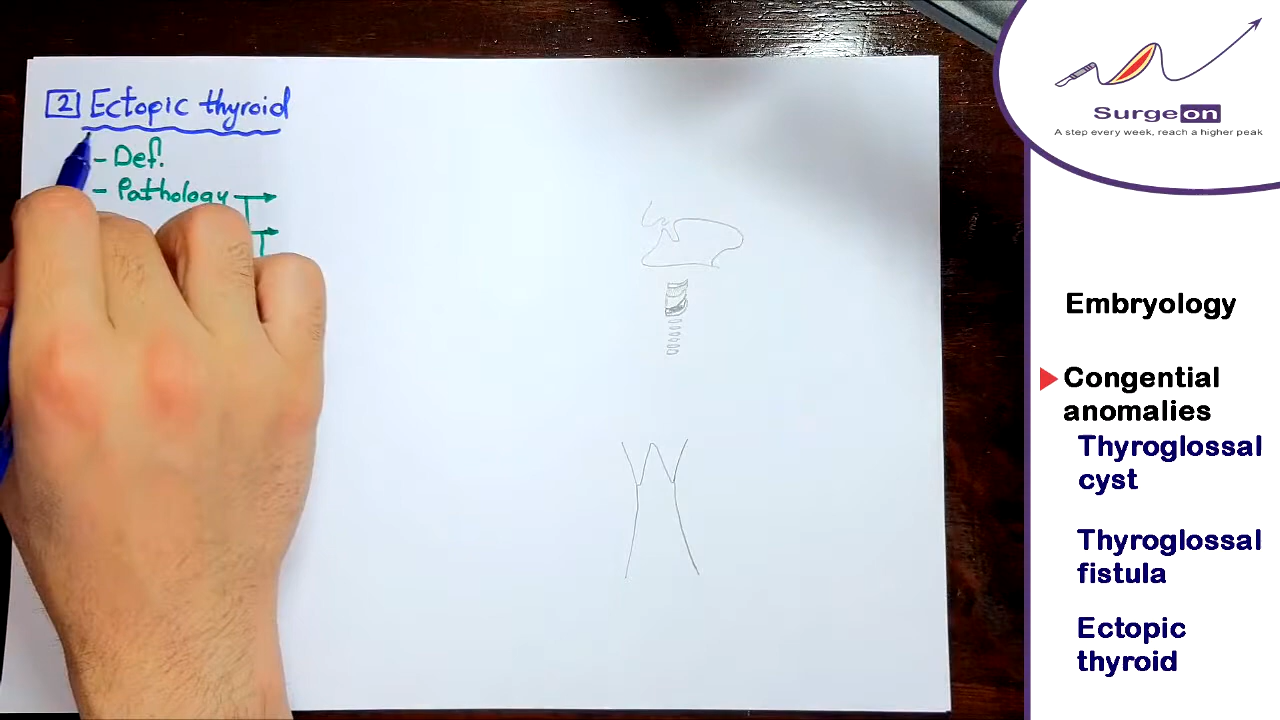 [2] Ectopic thyroid
- Def.
- Pathology
Surgeon
A step every week, reach a higher peak
Embryology
Congential
anomalies
Thyroglossal
cyst
Thyroglossal
fistula
Ectopic
thyroid